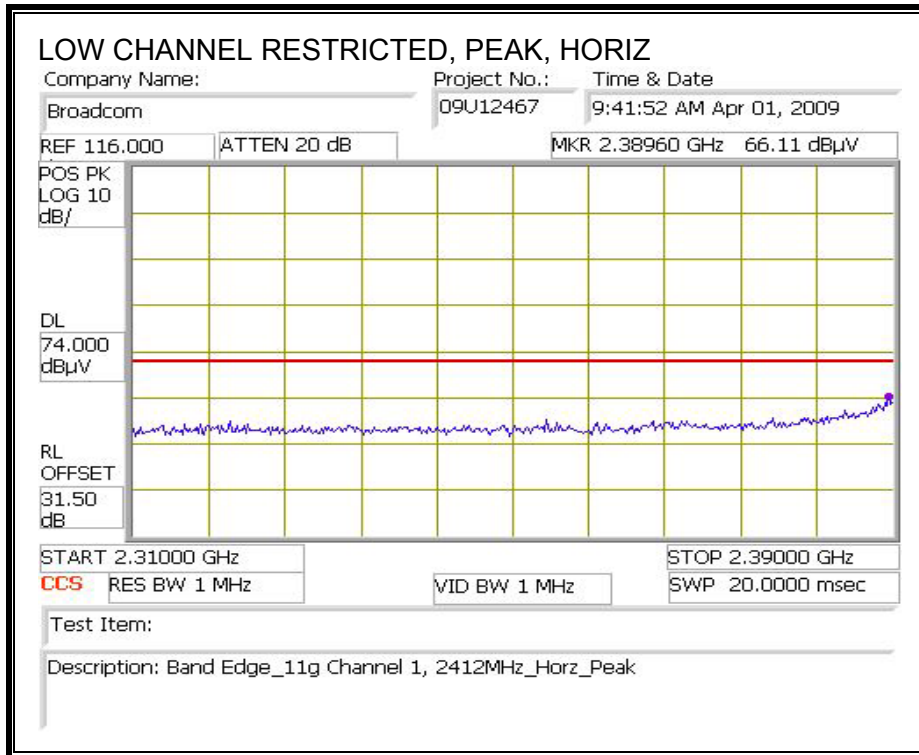 LOW CHANNEL RESTRICTED, PEAK, HORIZ
Company Name: Project No.: Time & Date
Broadcom 09U12467 9:41:52 AM Apr 01, 2009
REF 116.000 ATTEN 20 dB MKR 2.38960 GHz 66.11 dBµV
POS PK
LOG 10
dB/
DL
74.000
dBµV
RL
OFFSET
31.50
dB
START 2.31000 GHz STOP 2.39000 GHz
CCS RES BW 1 MHz VID BW 1 MHz SWP 20.0000 msec
Test Item:
Description: Band Edge_11g Channel 1, 2412MHz_Horz_Peak